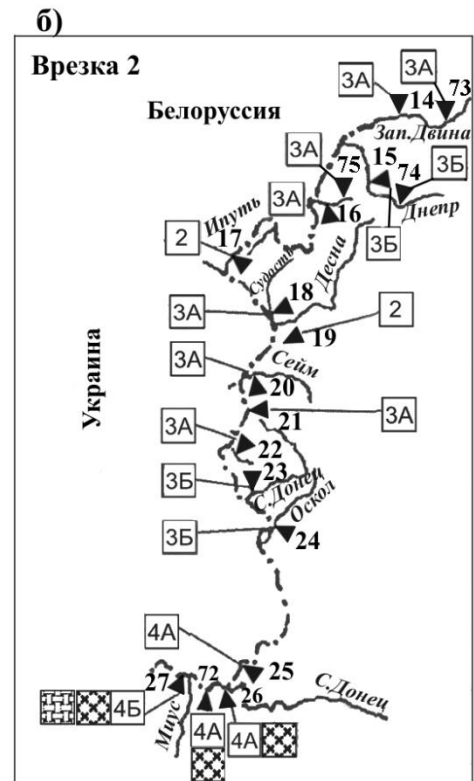 б)
Врезка 2
Белоруссия
3А
3А
14
73
Зап.Двина
3А
75
15
74
3Б
Днепр
3Б
Ипуть
17
3А
16
2
Судость
Десна
3А
18
19
2
Сейм
3А
20
Украина
21
3А
3А
22
3Б
23
С.Донец
Оскол
3Б
24
4А
25
27
72
26
С.Донец
4Б
Миус
4А
4А